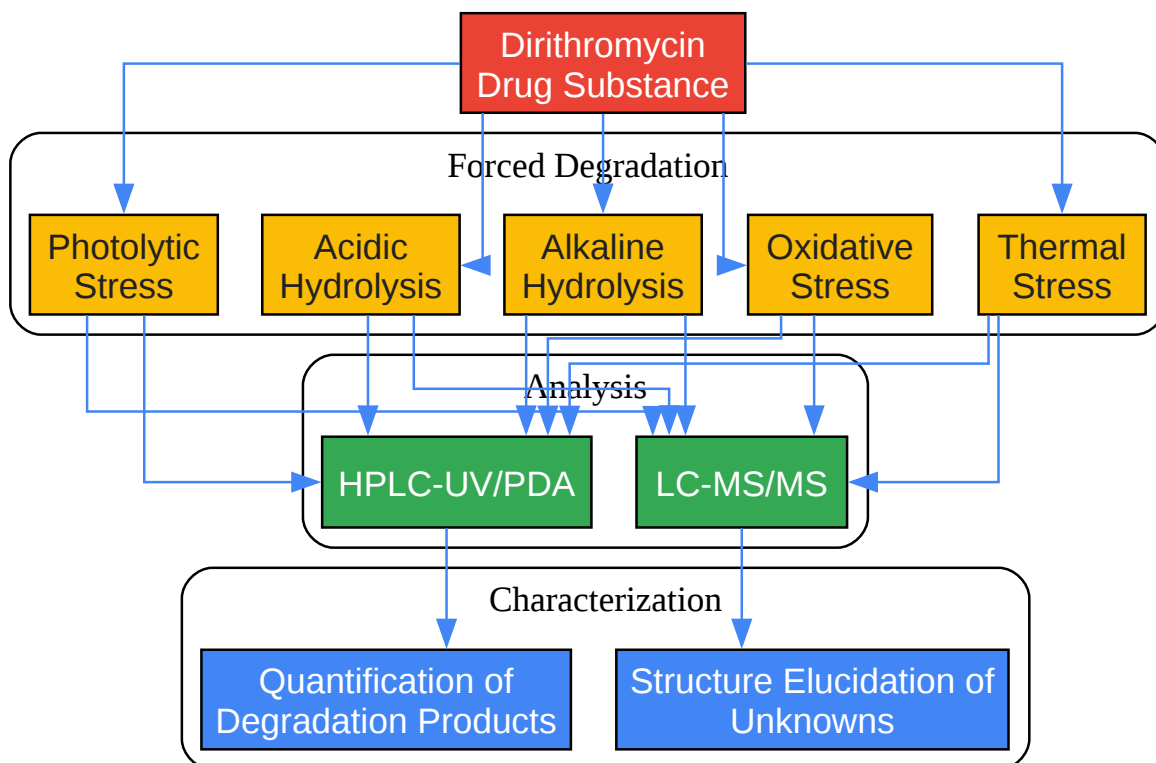 Dirithromycin
Drug Substance
Forced Degradation
Photolytic
Stress
Acidic
Hydrolysis
Alkaline
Hydrolysis
Oxidative
Stress
Thermal
Stress
Analysis
HPLC-UV/PDA
LC-MS/MS
Characterization
Quantification of
Degradation Products
Structure Elucidation of
Unknowns